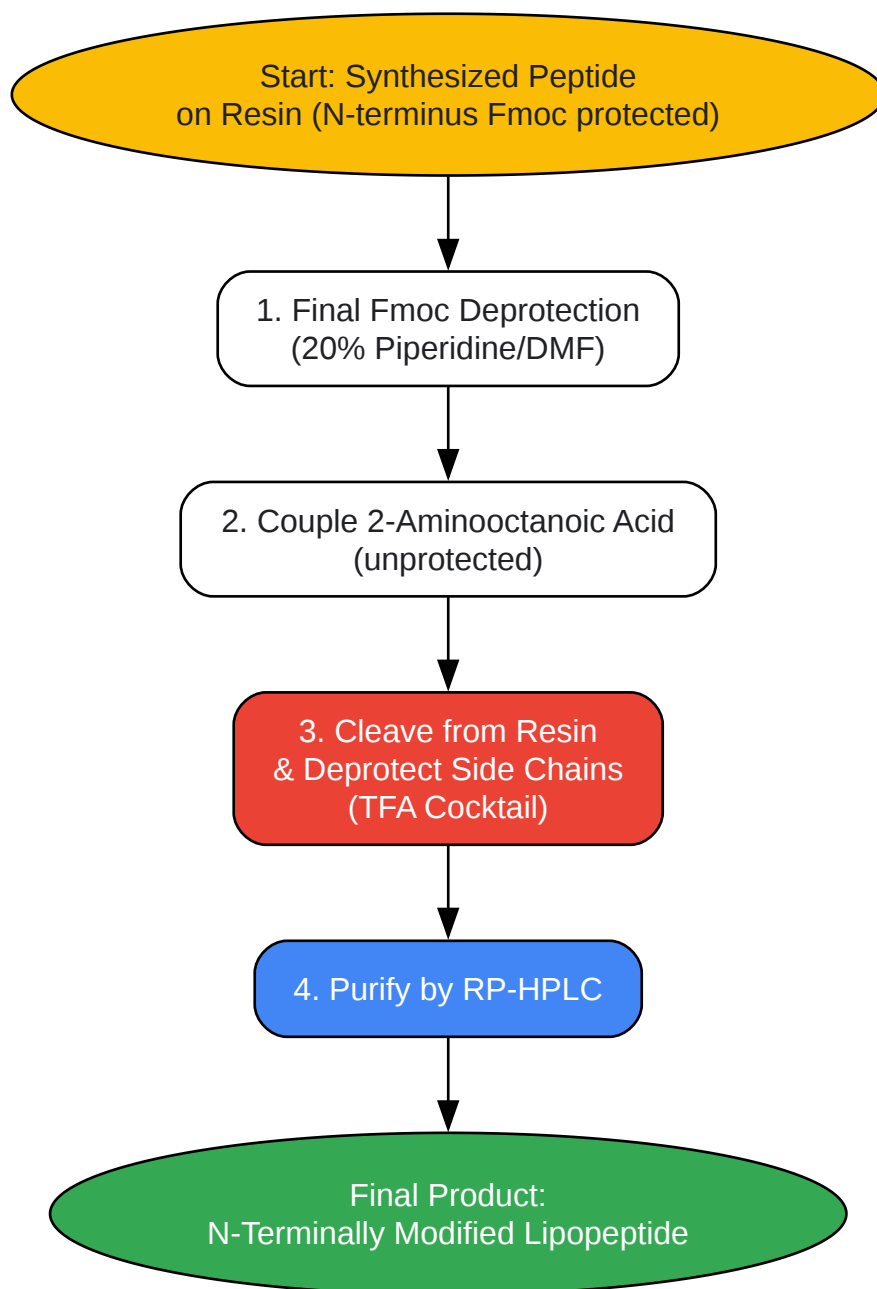 Start: Synthesized Peptide
on Resin (N-terminus Fmoc protected)
1. Final Fmoc Deprotection
(20% Piperidine/DMF)
2. Couple 2-Aminooctanoic Acid
(unprotected)
3. Cleave from Resin
& Deprotect Side Chains
(TFA Cocktail)
4. Purify by RP-HPLC
Final Product:
N-Terminally Modified Lipopeptide